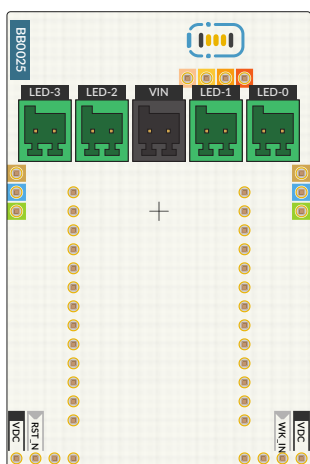 BB0025
LED-3
LED-2
VIN
LED-1
LED-0
VDC
RST_N
WK_IN
VDC